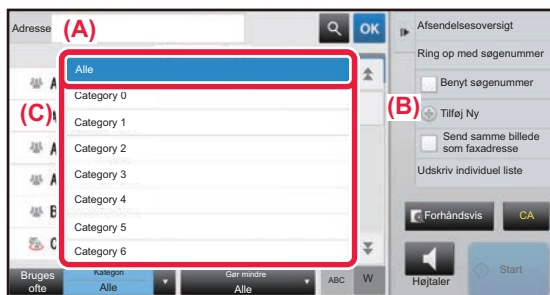 Adresse
(A)
OK
Alle
Category 0
Category 1
Category 2
Category 3
Category 4
Category 5
Category 6
(C)
A
A
B
C
(B)
Bruges
ofte
Kategori
Alle
Gør mindre
Alle
ABC
W
Afsendelsesoversigt
Ring op med søgenummer
Benyt søgenummer
Tilføj Ny
Send samme billede
som faxadresse
Udskriv individuel liste
Forhåndsvis
CA
Højtaler
Start